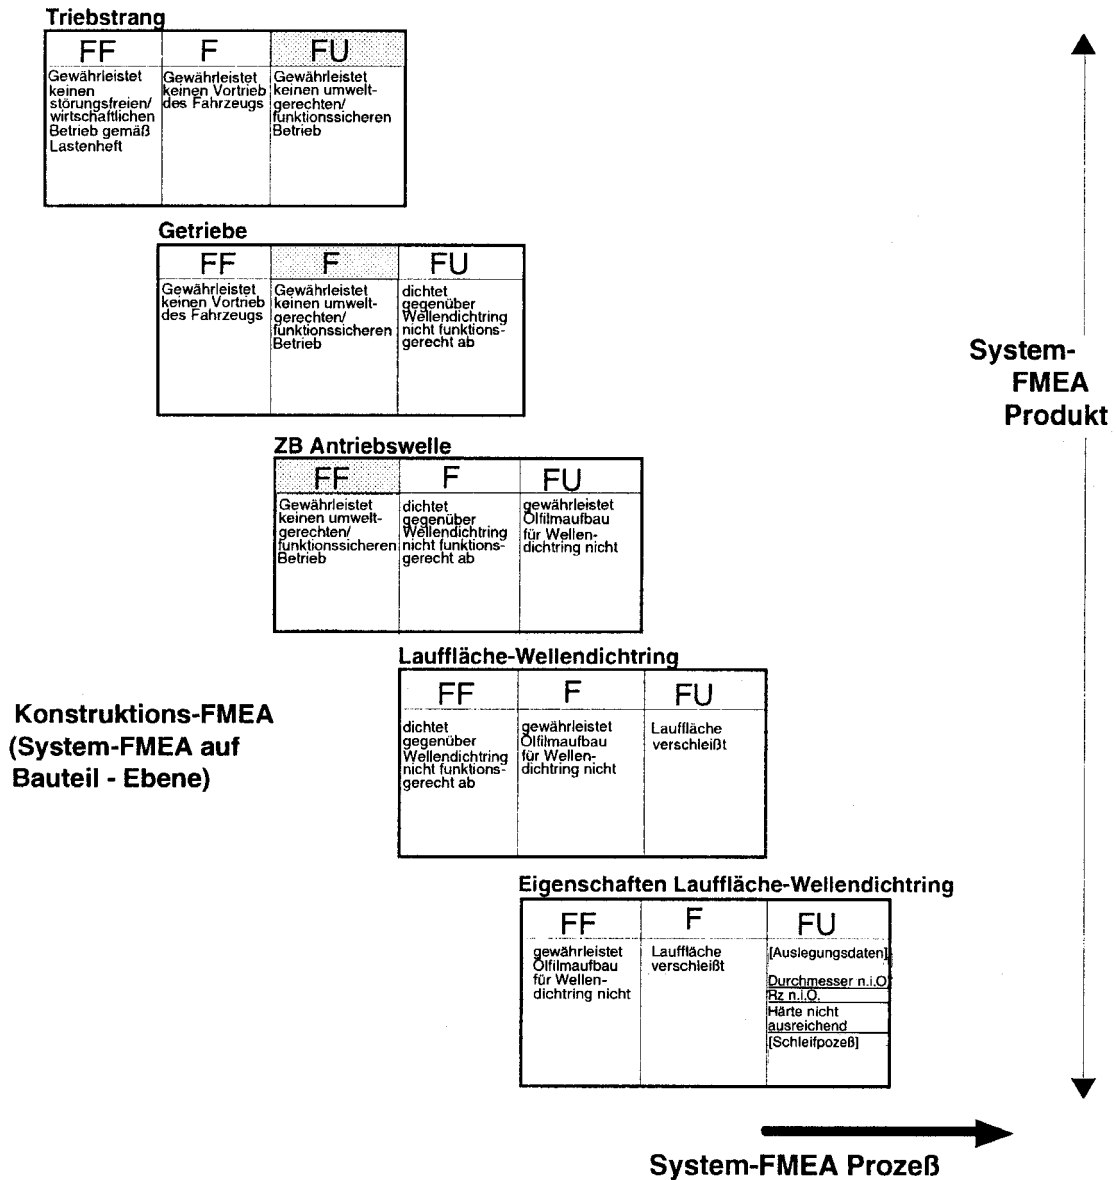 Triebstrang
FF F FU
Gewährleistet
keinen
störungsfreien/
wirtschaftlichen
Betrieb gemäß
Lastenheft
Gewährleistet
keinen Vortrieb
des Fahrzeugs
Gewährleistet
keinen umwelt-
gerechten/
funktionssicheren
Betrieb
Getriebe
FF F FU
Gewährleistet
keinen Vortrieb
des Fahrzeugs
Gewährleistet
keinen umwelt-
gerechten/
funktionssicheren
Betrieb
dichtet
gegenüber
Wellendichtring
nicht funktions-
gerecht ab
System-
FMEA
Produkt
ZB Antriebswelle
FF F FU
Gewährleistet
keinen umwelt-
gerechten/
funktionssicheren
Betrieb
dichtet
gegenüber
Wellendichtring
nicht funktions-
gerecht ab
gewährleistet
Ölfilmaufbau
für Wellen-
dichtring nicht
Lauffläche-Wellendichtring
FF F FU
dichtet
gegenüber
Wellendichtring
nicht funktions-
gerecht ab
gewährleistet
Ölfilmaufbau
für Wellen-
dichtring nicht
Lauffläche
verschleißt
Konstruktions-FMEA
(System-FMEA auf
Bauteil - Ebene)
Eigenschaften Lauffläche-Wellendichtring
FF F FU
gewährleistet
Ölfilmaufbau
für Wellen-
dichtring nicht
Lauffläche
verschleißt
[Auslegungsdaten]
Durchmesser n.i.O
Rz n.i.O.
Härte nicht
ausreichend
[Schleifpozeß]
System-FMEA Prozeß